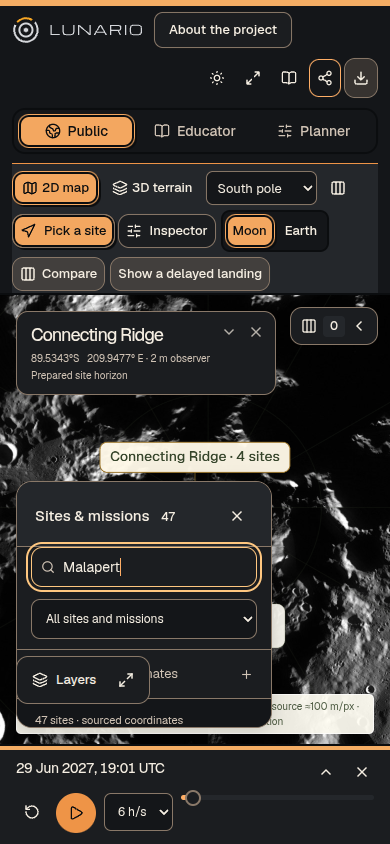 LUNARIO
About the project
Public
Educator
Planner
2D map
3D terrain
South pole
Pick a site
Inspector
Moon
Earth
Compare
Show a delayed landing
Connecting Ridge
89.5343°S 209.9477° E · 2 m observer
Prepared site horizon
0
Connecting Ridge · 4 sites
Sites & missions 47
Malapert
All sites and missions
Layers
47 sites · sourced coordinates
source ≈100 m/px ·
29 Jun 2027, 19:01 UTC
6 h/s